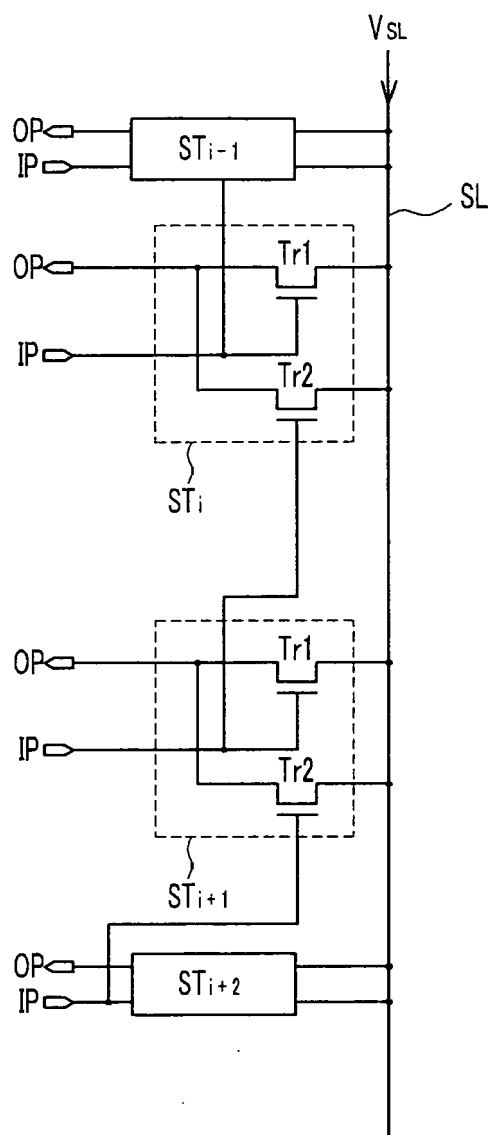 VSL
OP
IP
STi-1
SL
OP
Tr1
IP
Tr2
STi
OP
Tr1
IP
Tr2
STi+1
OP
IP
STi+2